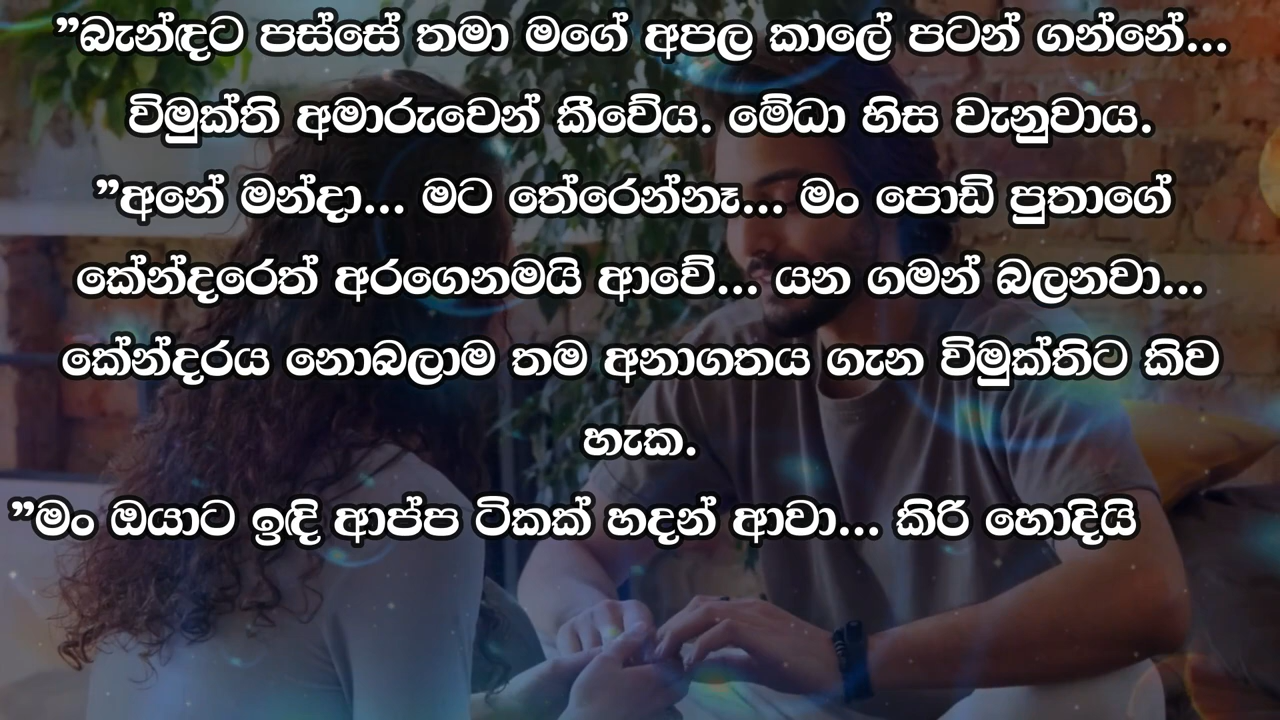 ”බැන්ඳට පස්සේ තමා මගේ අපල කාලේ පටන් ගන්නේ...
විමුක්ති අමාරුවෙන් කීවේය. මේධා හිස වැනුවාය.
”අනේ මන්දා... මට තේරෙන්නෑ... මං පොඩි පුතාගේ
කේන්දරෙත් අරගෙනමයි ආවේ... යන ගමන් බලනවා...
කේන්දරය නොබලාම තම අනාගතය ගැන විමුක්තිට කිව
හැක.
”මං ඔයාට ඉඳි ආප්ප ටිකක් හදන් ආවා... කිරි හොදියි